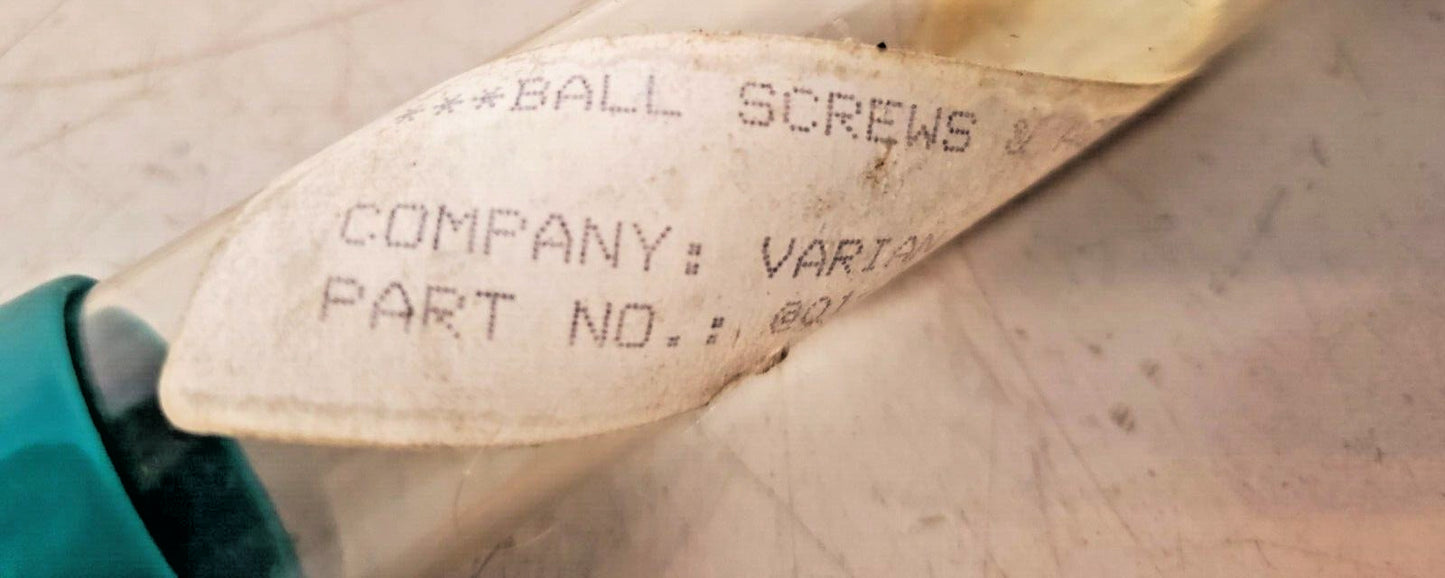 ***BALL SCREWS &
COMPANY: VARIAN
PART NO.: